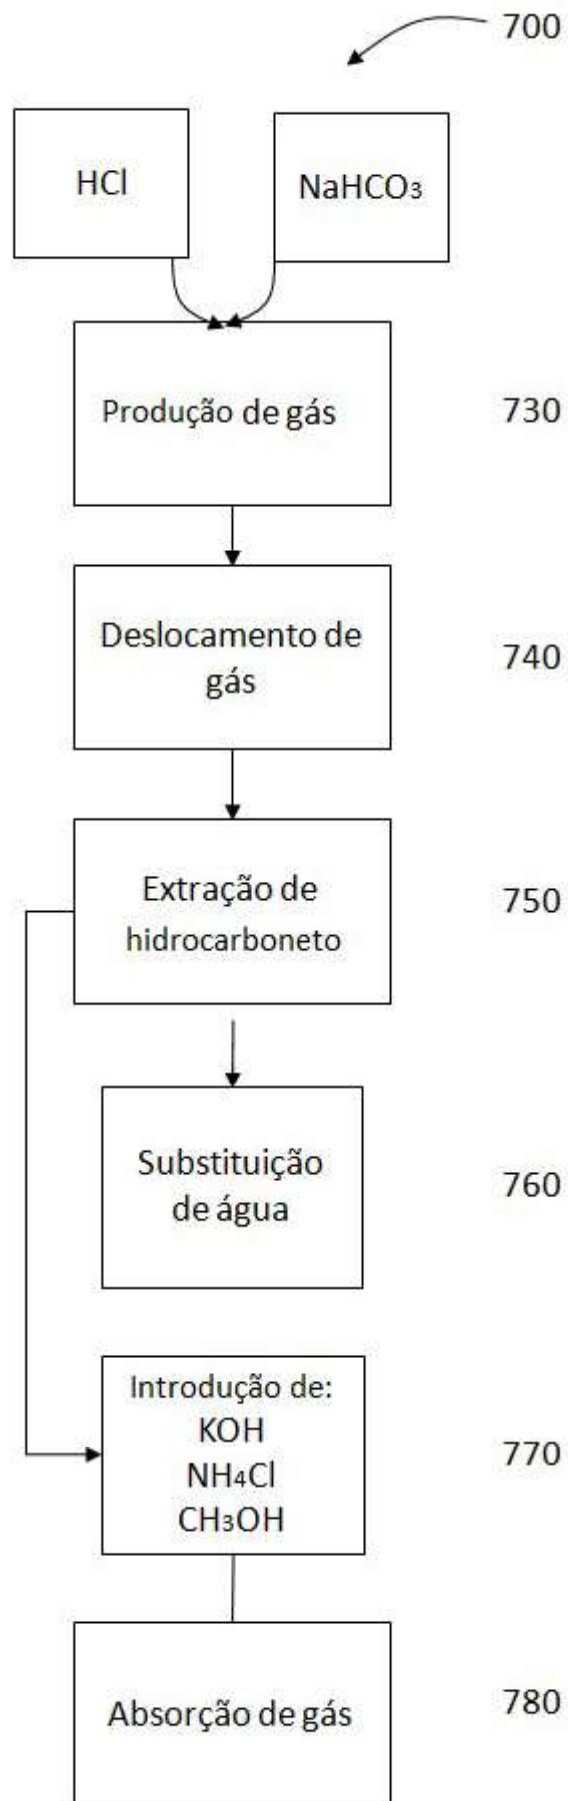 700
HCl
NaHCO₃
Produção de gás
730
Deslocamento de
gás
740
Extração de
hidrocarboneto
750
Substituição
de água
760
Introdução de:
KOH
NH₄Cl
CH₃OH
770
Absorção de gás
780